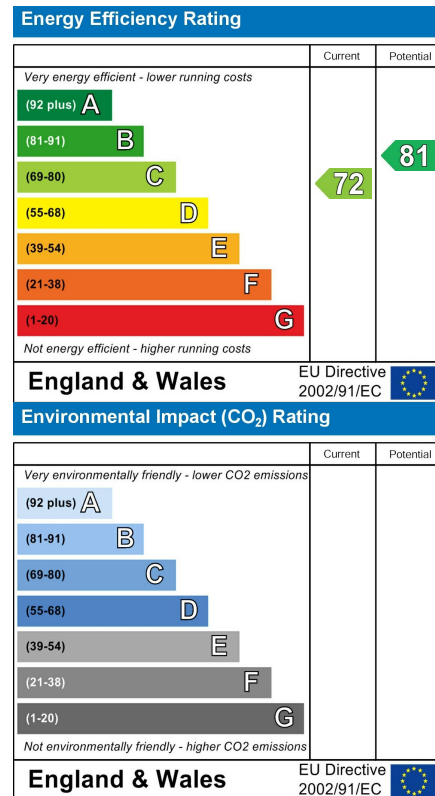 Energy Efficiency Rating
Current Potential
Very energy efficient - lower running costs
(92 plus) A
(81-91) B
(69-80) C
(55-68) D
(39-54) E
(21-38) F
(1-20) G
72
81
Not energy efficient - higher running costs
England & Wales
EU Directive
2002/91/EC
Environmental Impact (CO₂) Rating
Current Potential
Very environmentally friendly - lower CO2 emissions
(92 plus) A
(81-91) B
(69-80) C
(55-68) D
(39-54) E
(21-38) F
(1-20) G
Not environmentally friendly - higher CO2 emissions
England & Wales
EU Directive
2002/91/EC